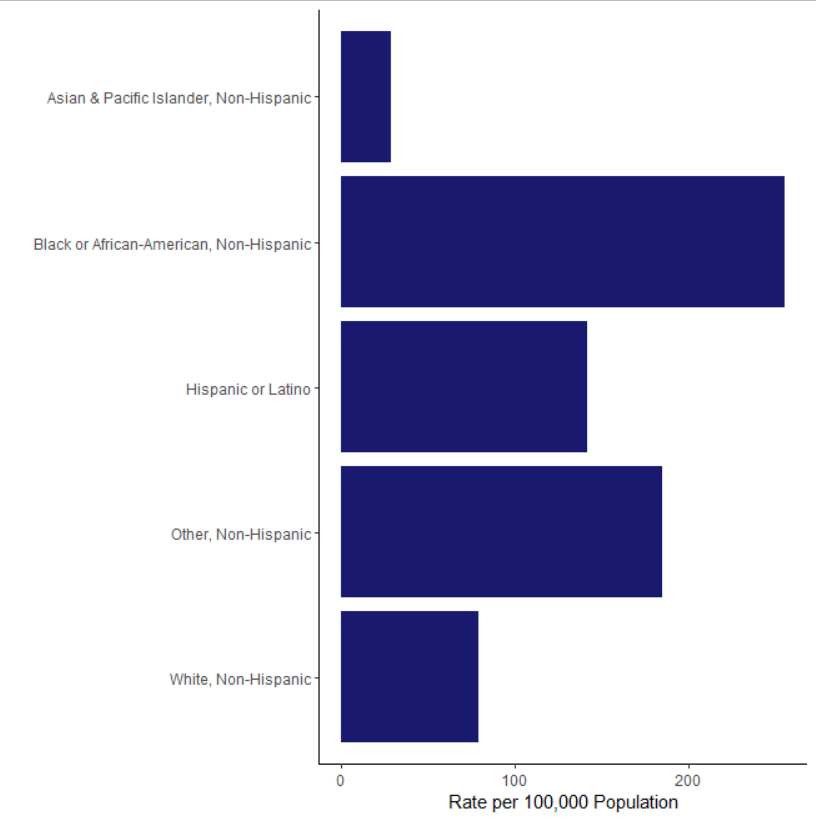 Asian & Pacific Islander, Non-Hispanic
Black or African-American, Non-Hispanic
Hispanic or Latino
Other, Non-Hispanic
White, Non-Hispanic
0 100 200
Rate per 100,000 Population